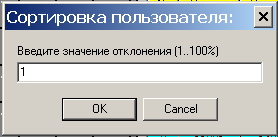 Сортировка пользователя:
Введите значение отклонения (1..100%)
1
OK Cancel